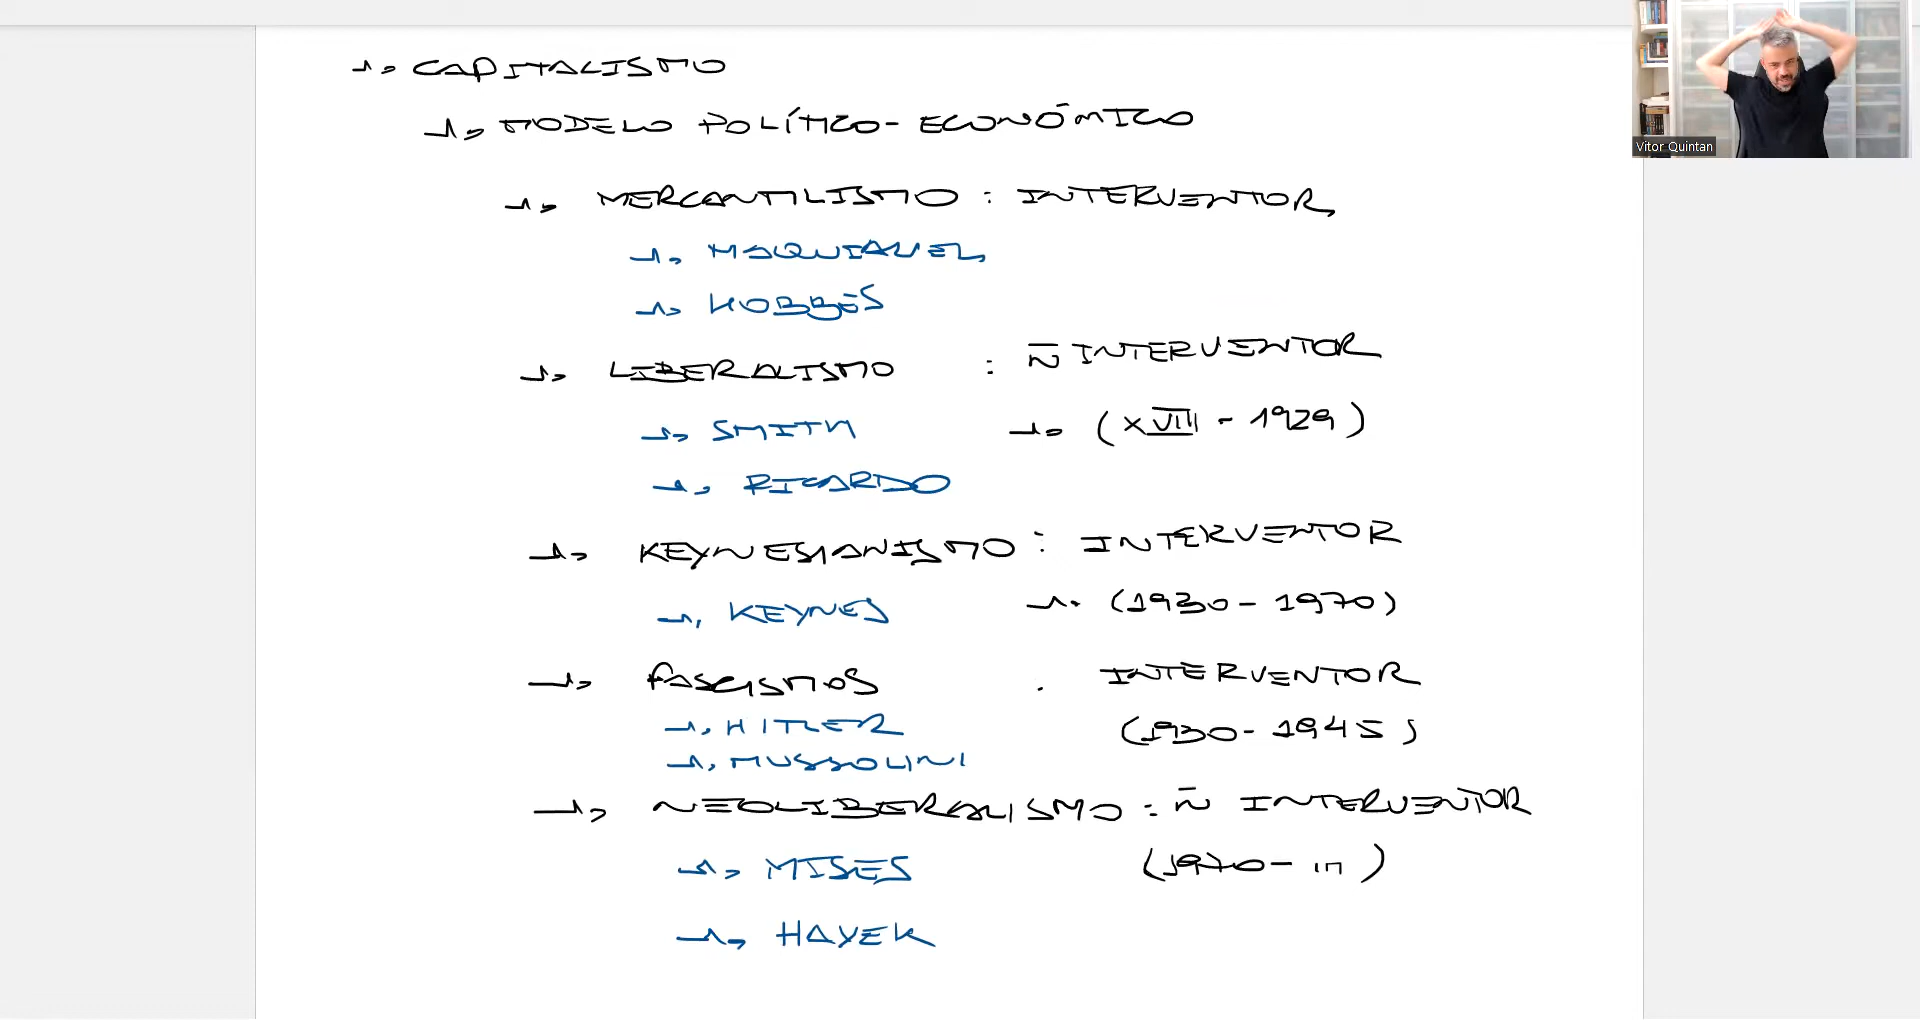 → CAPITALISMO
Vitor Quintan
→ MODELO POLÍTICO-ECONÔMICO
→ MERCANTILISMO : INTERVENTOR
→ MAQUIAVEL
→ HOBBES
→ LIBERALISMO : Ñ INTERVENTOR
→ SMITH → (XVIII - 1929)
→ RICARDO
→ KEYNESIANISMO : INTERVENTOR
→ KEYNES → (1930 - 1970)
→ FASCISMOS . INTERVENTOR
→ HITLER (1930 - 1945)
→ MUSSOLINI
→ NEOLIBERALISMO : Ñ INTERVENTOR
→ MISES (1970 - ...)
→ HAYEK